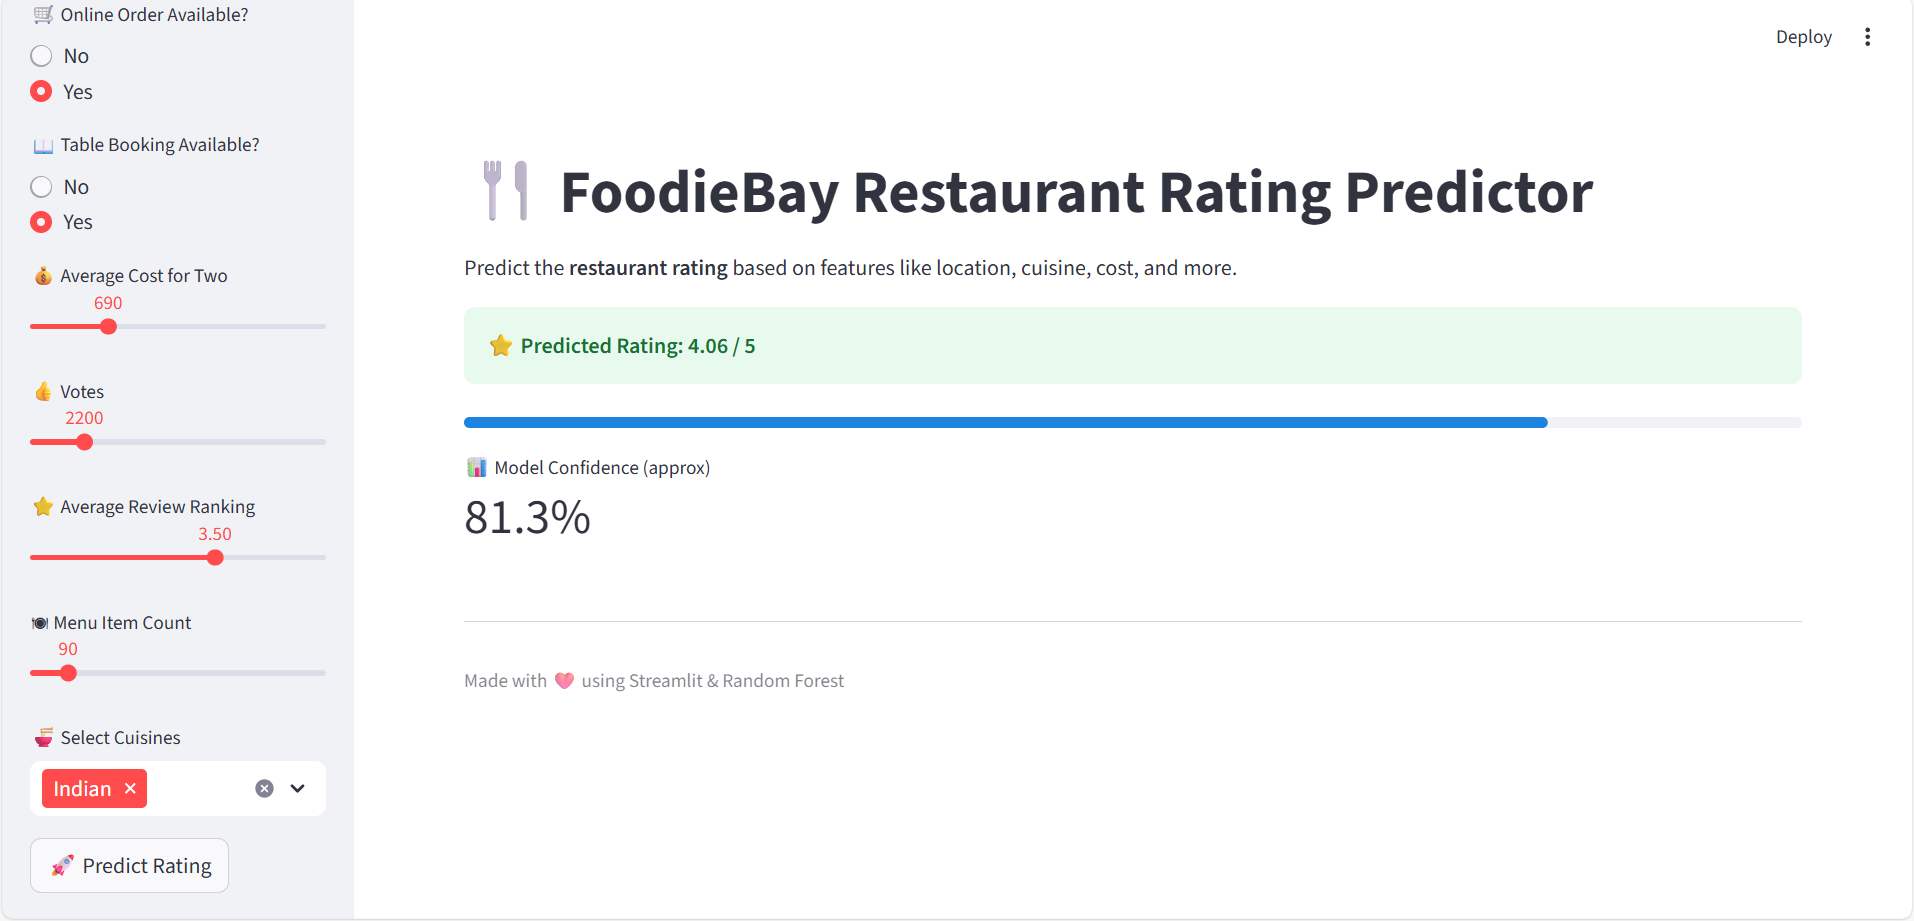 🛒 Online Order Available?
No
Yes
📖 Table Booking Available?
No
Yes
💰 Average Cost for Two
690
👍 Votes
2200
⭐ Average Review Ranking
3.50
🍽 Menu Item Count
90
🍜 Select Cuisines
Indian
🚀 Predict Rating
Deploy
🍴 FoodieBay Restaurant Rating Predictor
Predict the restaurant rating based on features like location, cuisine, cost, and more.
⭐ Predicted Rating: 4.06 / 5
📊 Model Confidence (approx)
81.3%
Made with 💖 using Streamlit & Random Forest